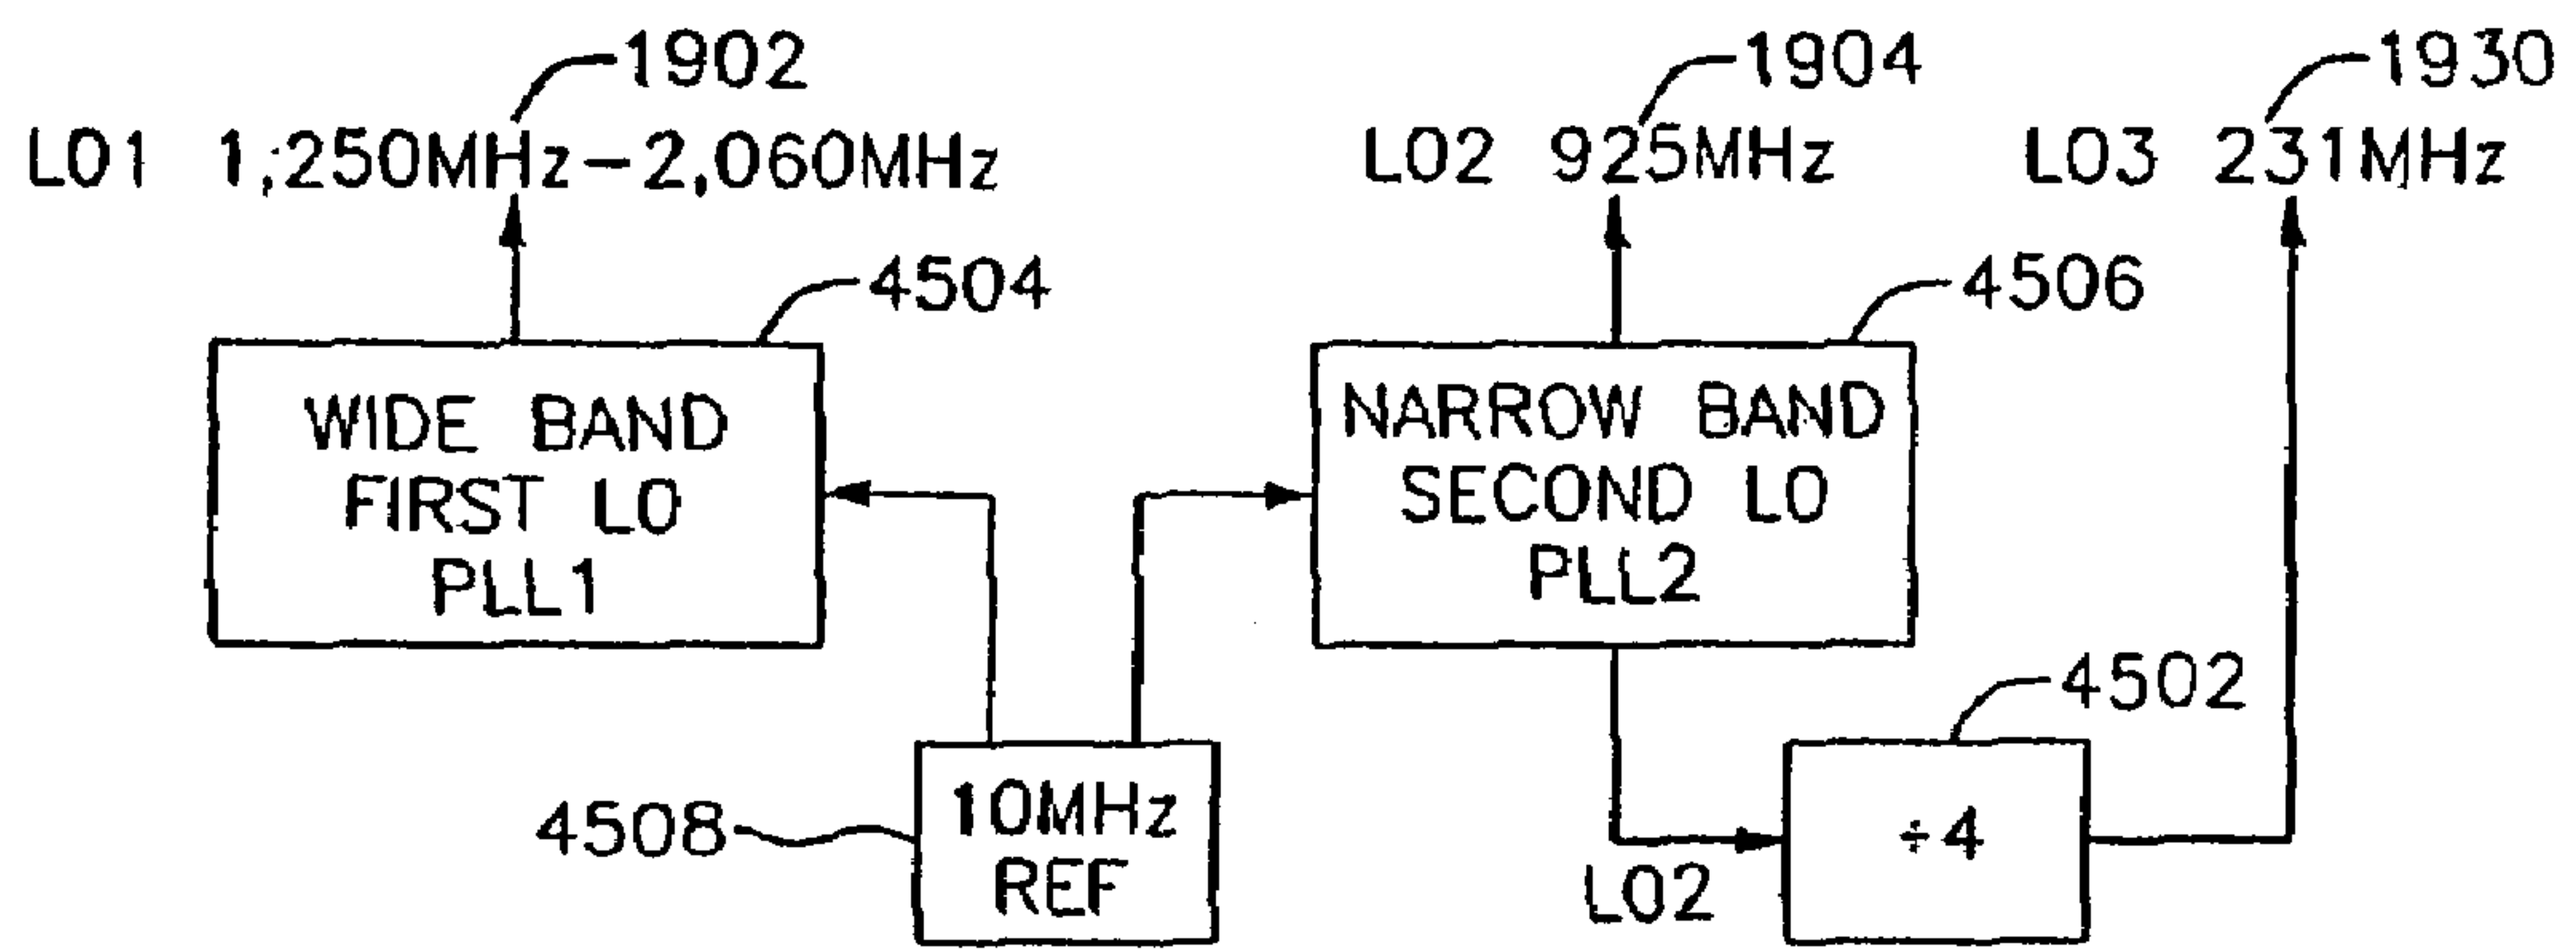 1902
1904
1930
LO1 1,250MHz-2,060MHz
LO2 925MHz
LO3 231MHz
4504
4506
WIDE BAND
FIRST LO
PLL1
NARROW BAND
SECOND LO
PLL2
4502
4508
10MHz
REF
LO2
÷4